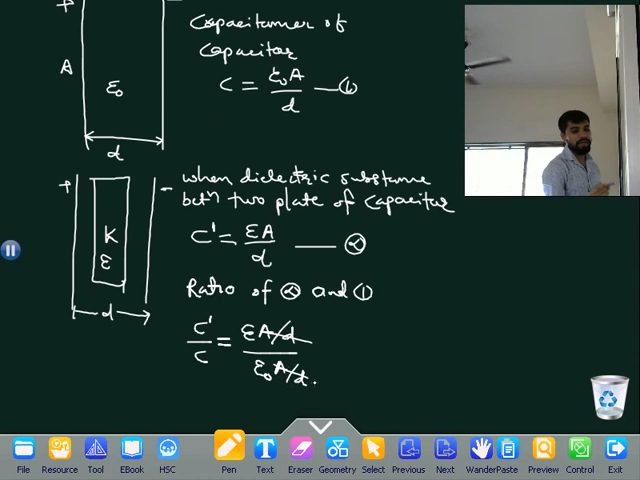 +
Capacitance of
Capacitor
A
ε₀
C = ε₀A/d —①
d
when dielectric substance
+
−
betⁿ two plate of capacitor
K
ε
C' = εA/d —— ②
d
Ratio of ② and ①
C'/C = εA/d / ε₀A/d.
File Resource Tool EBook HSC Pen Text Eraser Geometry Select Previous Next Wander Paste Preview Control Exit